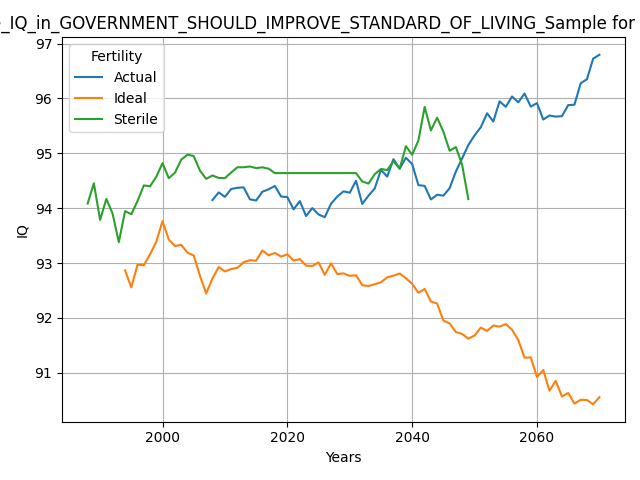 _IQ_in_GOVERNMENT_SHOULD_IMPROVE_STANDARD_OF_LIVING_Sample for
97
96
95
94
93
92
91
IQ
Fertility
Actual
Ideal
Sterile
2000
2020
2040
2060
Years